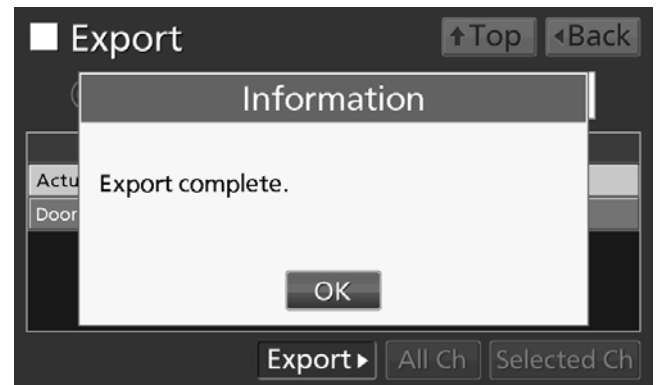 Export
↑Top
◂Back
Information
Actu
Export complete.
Door
OK
Export▸
All Ch
Selected Ch